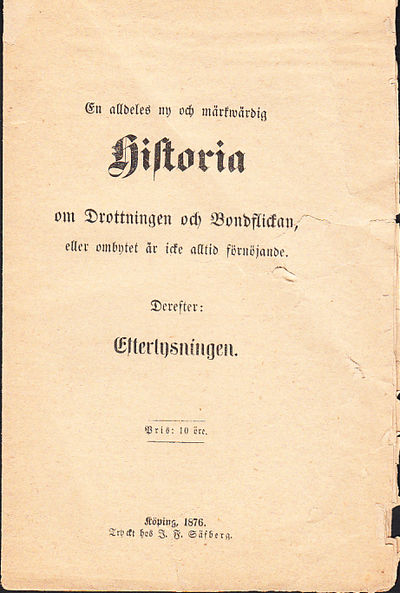 En alldeles ny och märkwärdig
Historia
om Drottningen och Bondflickan,
eller ombytet är icke alltid förnöjande.
Derefter:
Efterlysningen.
Pris: 10 öre.
Köping, 1876.
Tryckt hos J. F. Säfberg.